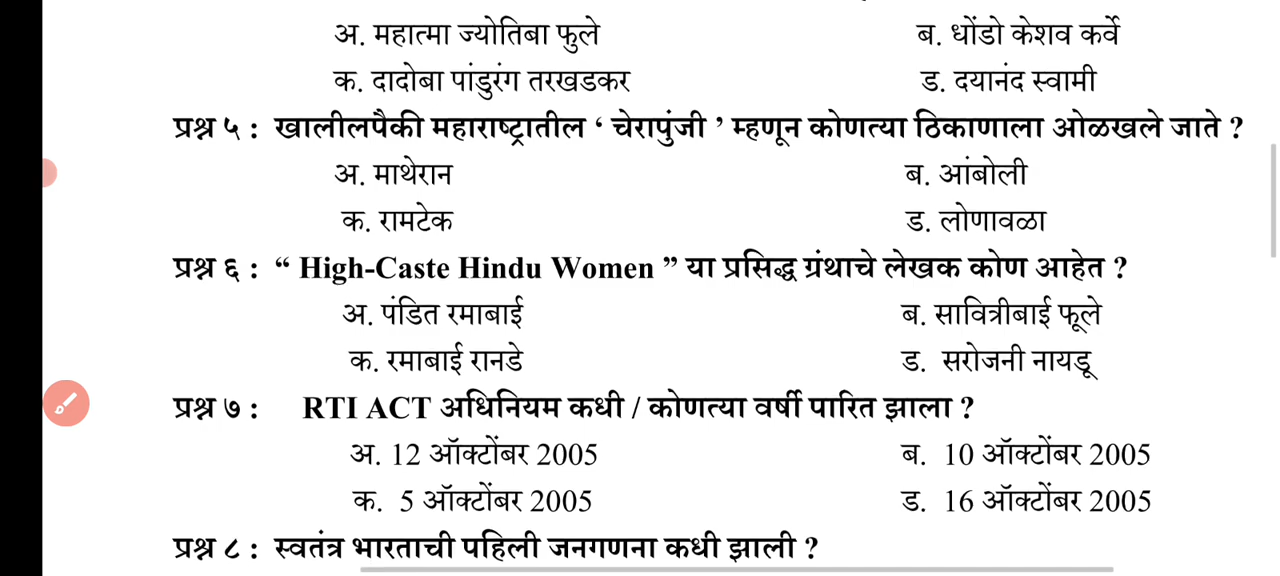 अ. महात्मा ज्योतिबा फुले ब. धोंडो केशव कर्वे
क. दादोबा पांडुरंग तरखडकर ड. दयानंद स्वामी
प्रश्न ५ : खालीलपैकी महाराष्ट्रातील ‘ चेरापुंजी ’ म्हणून कोणत्या ठिकाणाला ओळखले जाते ?
अ. माथेरान ब. आंबोली
क. रामटेक ड. लोणावळा
प्रश्न ६ : “ High-Caste Hindu Women ” या प्रसिद्ध ग्रंथाचे लेखक कोण आहेत ?
अ. पंडित रमाबाई ब. सावित्रीबाई फूले
क. रमाबाई रानडे ड. सरोजनी नायडू
प्रश्न ७ : RTI ACT अधिनियम कधी / कोणत्या वर्षी पारित झाला ?
अ. 12 ऑक्टोंबर 2005 ब. 10 ऑक्टोंबर 2005
क. 5 ऑक्टोंबर 2005 ड. 16 ऑक्टोंबर 2005
प्रश्न ८ : स्वतंत्र भारताची पहिली जनगणना कधी झाली ?